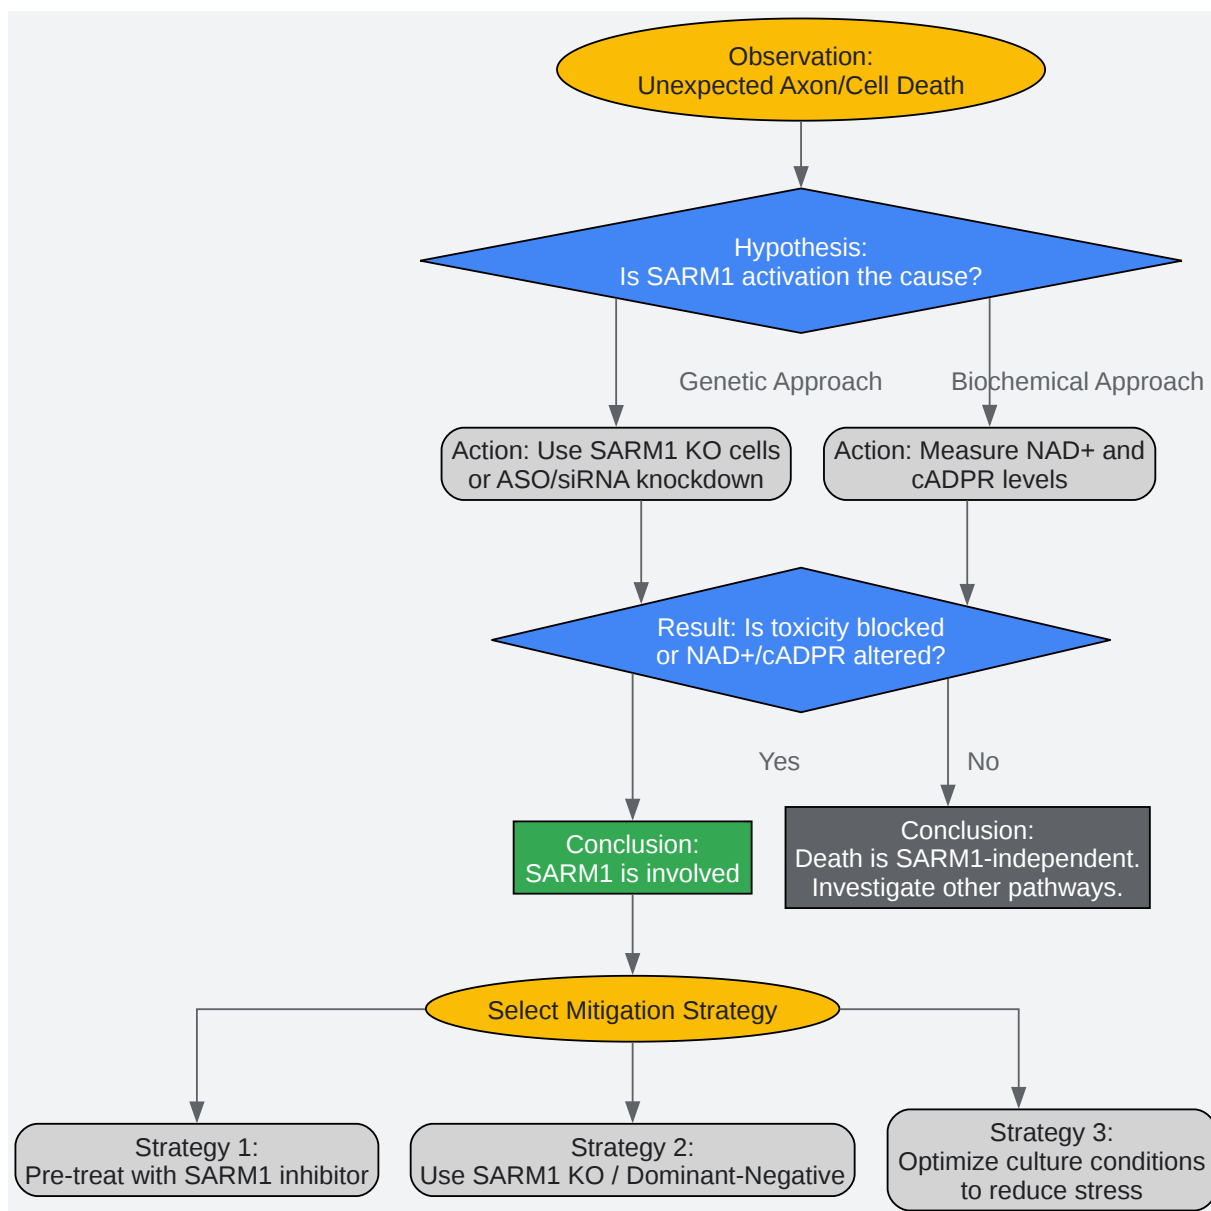 Observation:
Unexpected Axon/Cell Death
Hypothesis:
Is SARM1 activation the cause?
Genetic Approach
Biochemical Approach
Action: Use SARM1 KO cells
or ASO/siRNA knockdown
Action: Measure NAD+ and
cADPR levels
Result: Is toxicity blocked
or NAD+/cADPR altered?
Yes
No
Conclusion:
SARM1 is involved
Conclusion:
Death is SARM1-independent.
Investigate other pathways.
Select Mitigation Strategy
Strategy 1:
Pre-treat with SARM1 inhibitor
Strategy 2:
Use SARM1 KO / Dominant-Negative
Strategy 3:
Optimize culture conditions
to reduce stress